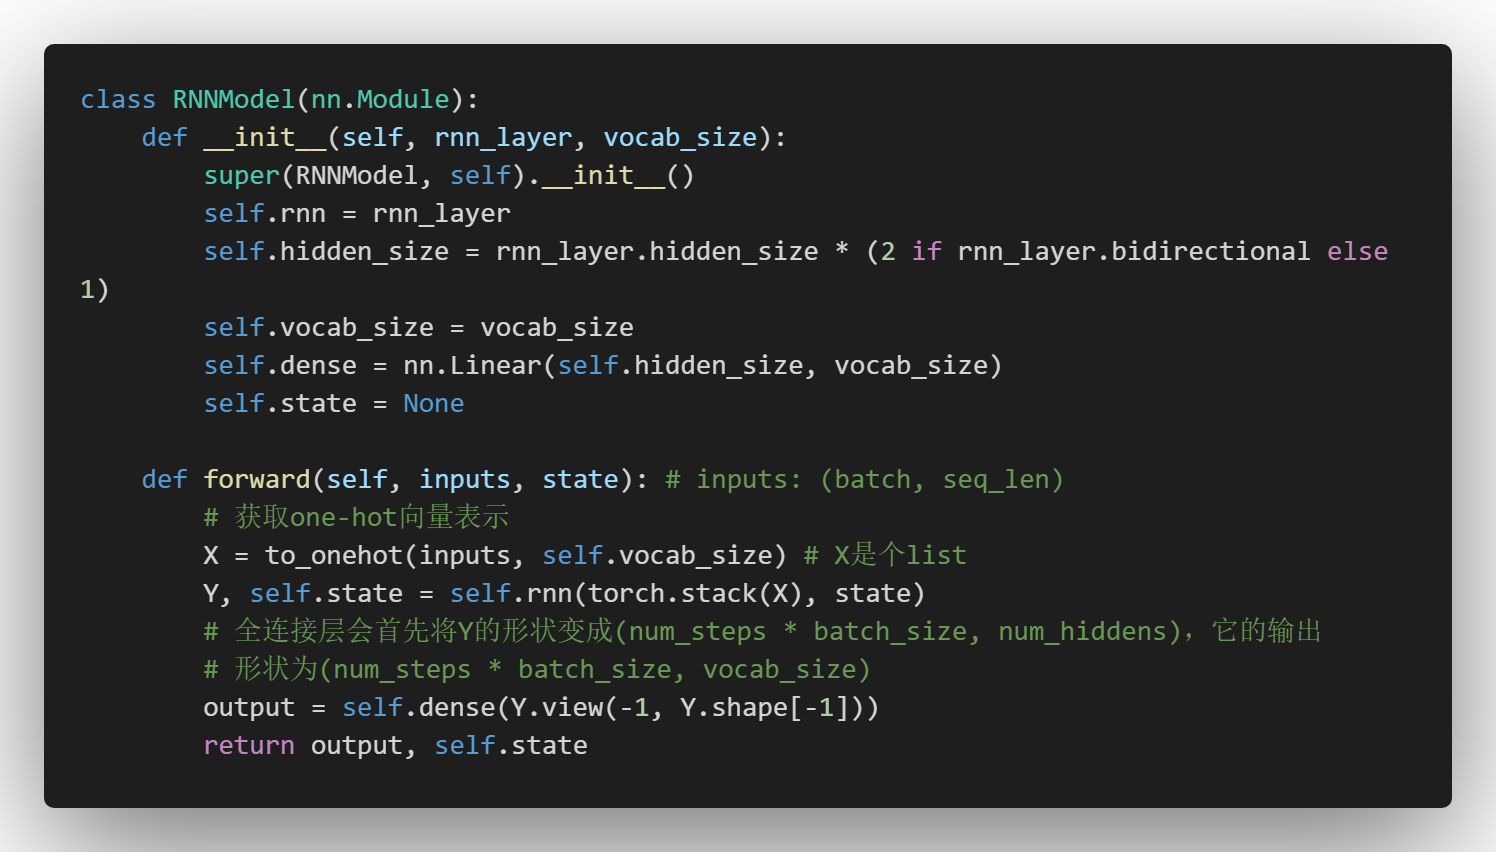 class RNNModel(nn.Module):
    def __init__(self, rnn_layer, vocab_size):
        super(RNNModel, self).__init__()
        self.rnn = rnn_layer
        self.hidden_size = rnn_layer.hidden_size * (2 if rnn_layer.bidirectional else
1)
        self.vocab_size = vocab_size
        self.dense = nn.Linear(self.hidden_size, vocab_size)
        self.state = None

    def forward(self, inputs, state): # inputs: (batch, seq_len)
        # 获取one-hot向量表示
        X = to_onehot(inputs, self.vocab_size) # X是个list
        Y, self.state = self.rnn(torch.stack(X), state)
        # 全连接层会首先将Y的形状变成(num_steps * batch_size, num_hiddens)，它的输出
        # 形状为(num_steps * batch_size, vocab_size)
        output = self.dense(Y.view(-1, Y.shape[-1]))
        return output, self.state